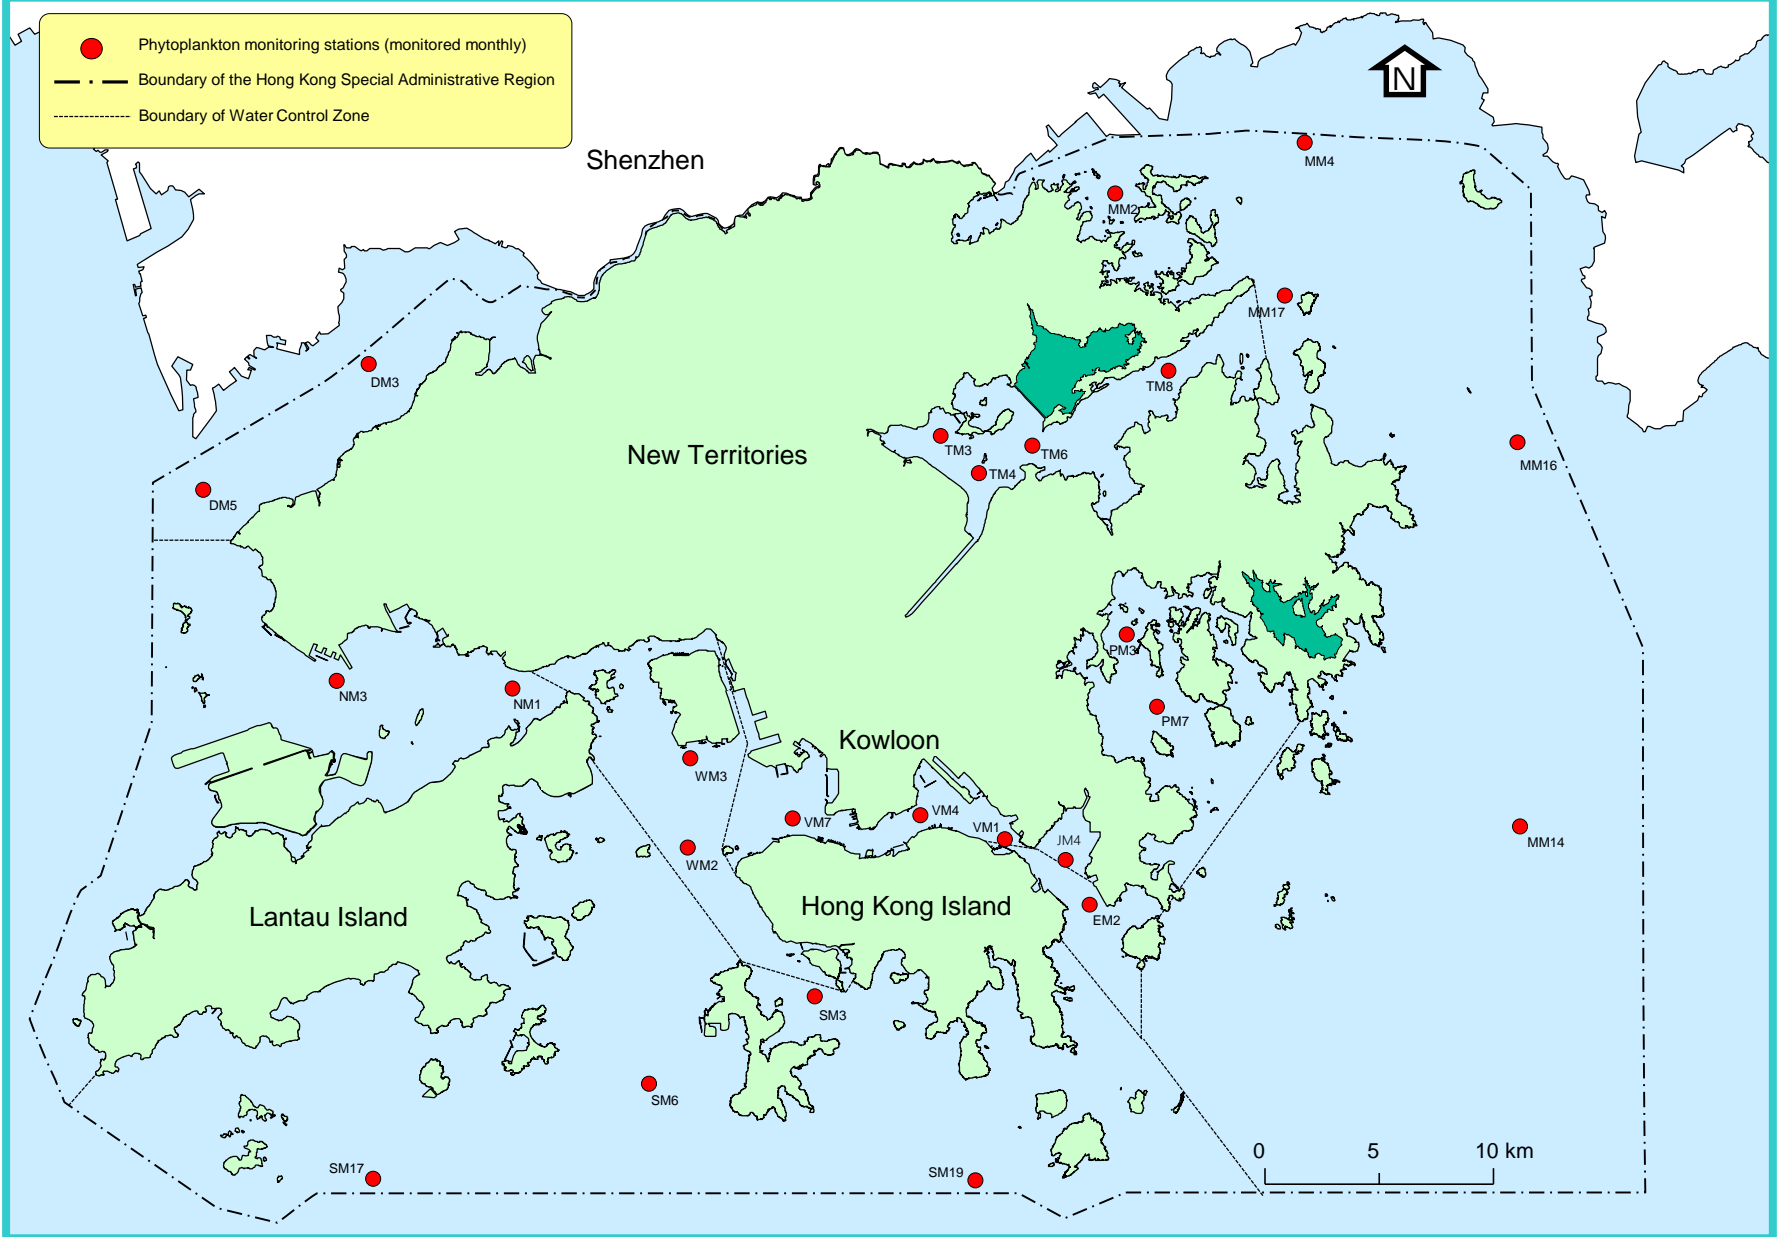 Phytoplankton monitoring stations (monitored monthly)
Boundary of the Hong Kong Special Administrative Region
Boundary of Water Control Zone
N
Shenzhen
MM4
MM2
MM17
DM3
TM8
New Territories
TM3
TM6
TM4
MM16
DM5
PM3
NM3
NM1
PM7
Kowloon
WM3
VM7
VM4
VM1
JM4
MM14
WM2
Lantau Island
Hong Kong Island
EM2
SM3
SM6
SM17
SM19
0 5 10 km